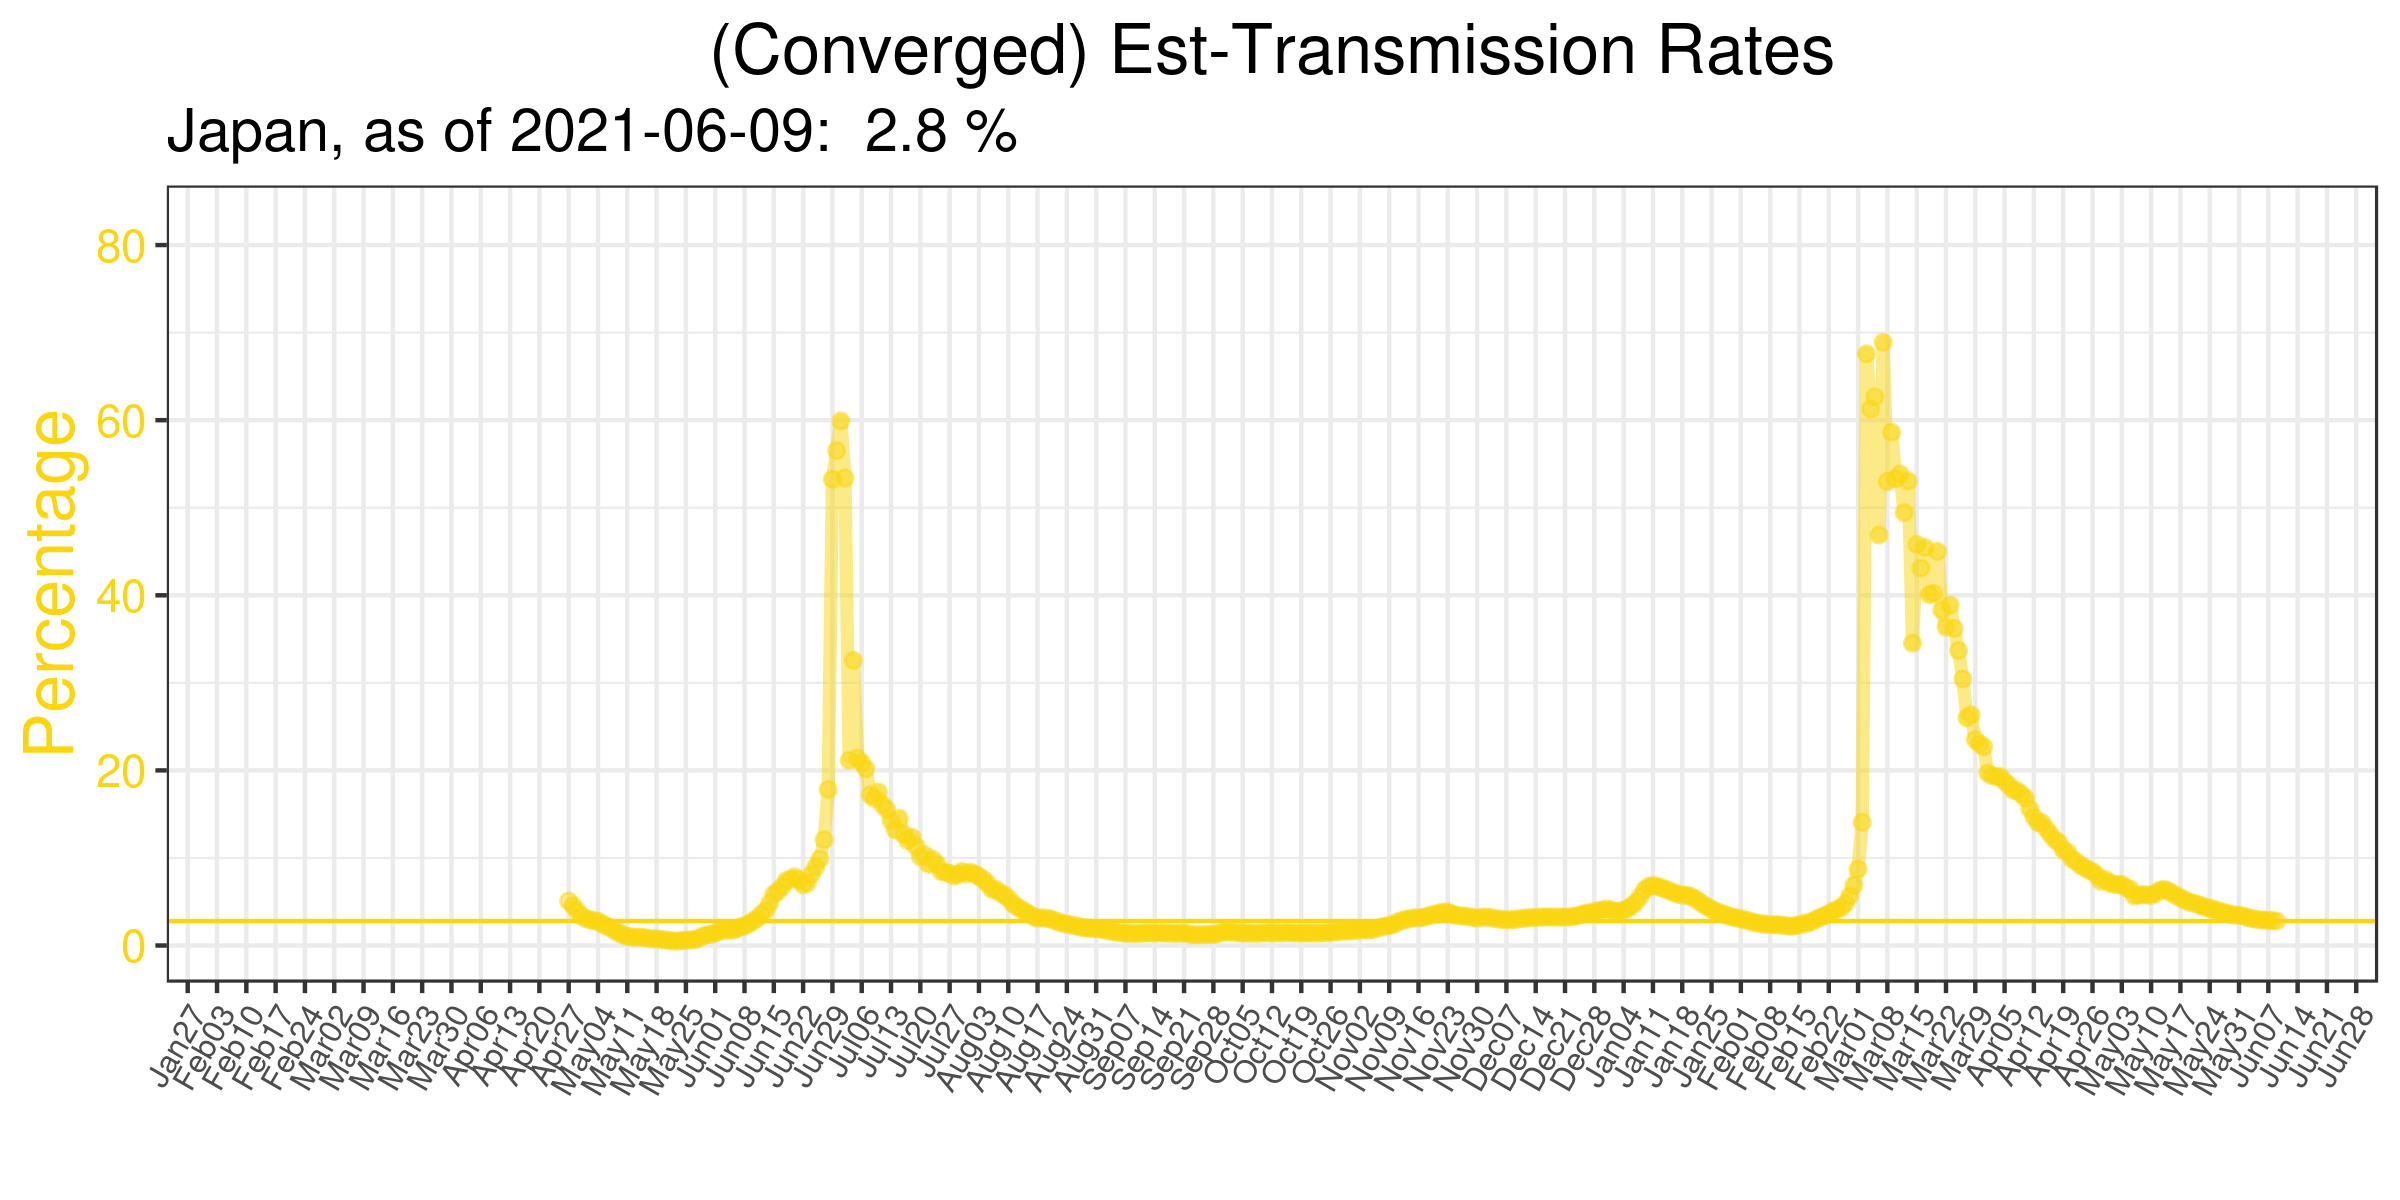 (Converged) Est-Transmission Rates
Japan, as of 2021-06-09:  2.8 %
Percentage
80
60
40
20
0
Jan27
Feb03
Feb10
Feb17
Feb24
Mar02
Mar09
Mar16
Mar23
Mar30
Apr06
Apr13
Apr20
Apr27
May04
May11
May18
May25
Jun01
Jun08
Jun15
Jun22
Jun29
Jul06
Jul13
Jul20
Jul27
Aug03
Aug10
Aug17
Aug24
Aug31
Sep07
Sep14
Sep21
Sep28
Oct05
Oct12
Oct19
Oct26
Nov02
Nov09
Nov16
Nov23
Nov30
Dec07
Dec14
Dec21
Dec28
Jan04
Jan11
Jan18
Jan25
Feb01
Feb08
Feb15
Feb22
Mar01
Mar08
Mar15
Mar22
Mar29
Apr05
Apr12
Apr19
Apr26
May03
May10
May17
May24
May31
Jun07
Jun14
Jun21
Jun28